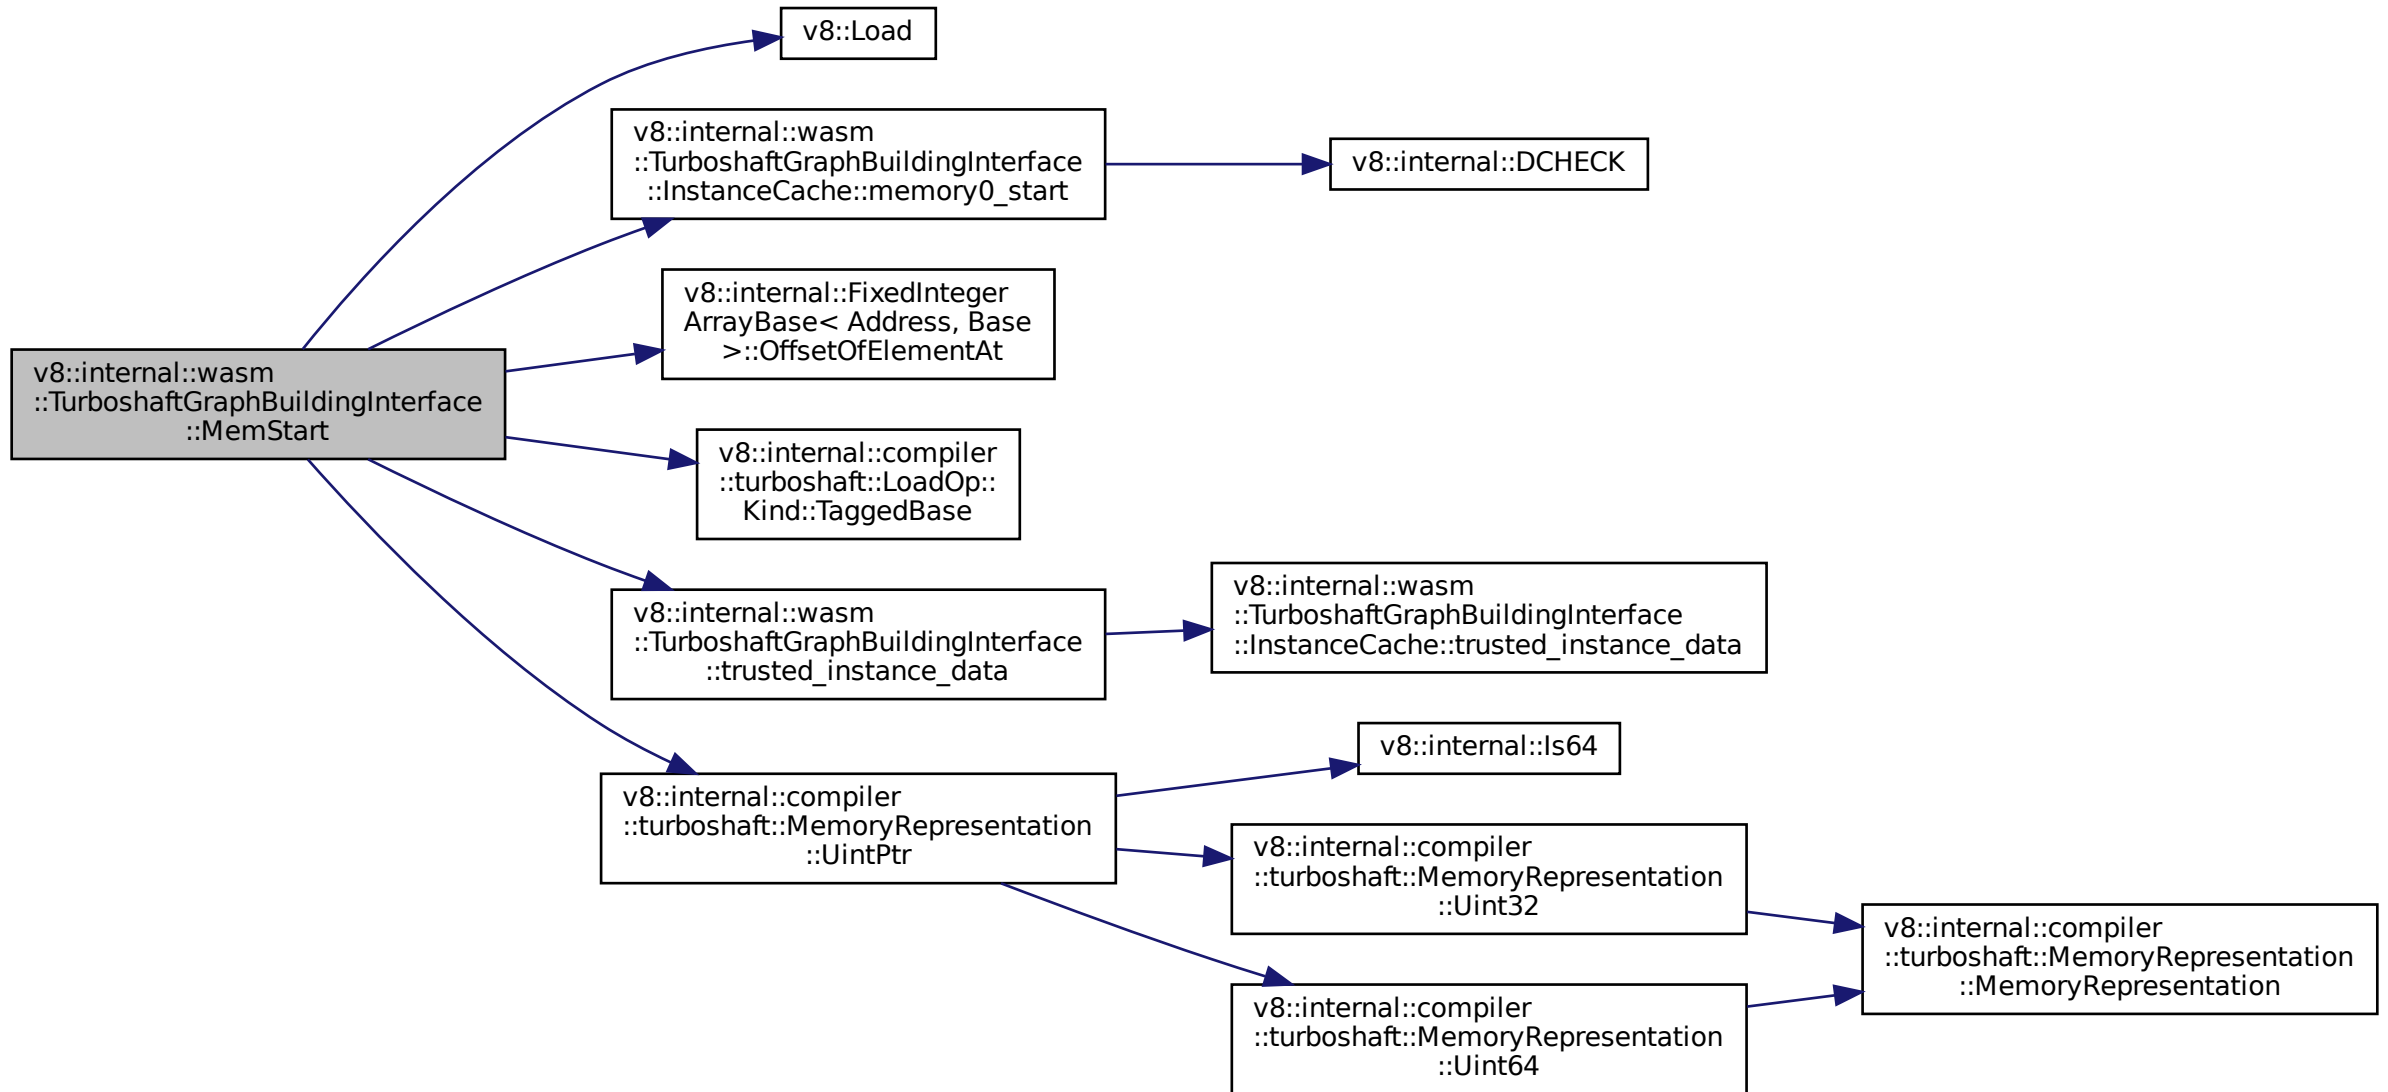 v8::Load
v8::internal::wasm
::TurboshaftGraphBuildingInterface
::InstanceCache::memory0_start
v8::internal::DCHECK
v8::internal::FixedInteger
ArrayBase< Address, Base
>::OffsetOfElementAt
v8::internal::wasm
::TurboshaftGraphBuildingInterface
::MemStart
v8::internal::compiler
::turboshaft::LoadOp::
Kind::TaggedBase
v8::internal::wasm
::TurboshaftGraphBuildingInterface
::trusted_instance_data
v8::internal::wasm
::TurboshaftGraphBuildingInterface
::InstanceCache::trusted_instance_data
v8::internal::compiler
::turboshaft::MemoryRepresentation
::UintPtr
v8::internal::Is64
v8::internal::compiler
::turboshaft::MemoryRepresentation
::Uint32
v8::internal::compiler
::turboshaft::MemoryRepresentation
::MemoryRepresentation
v8::internal::compiler
::turboshaft::MemoryRepresentation
::Uint64